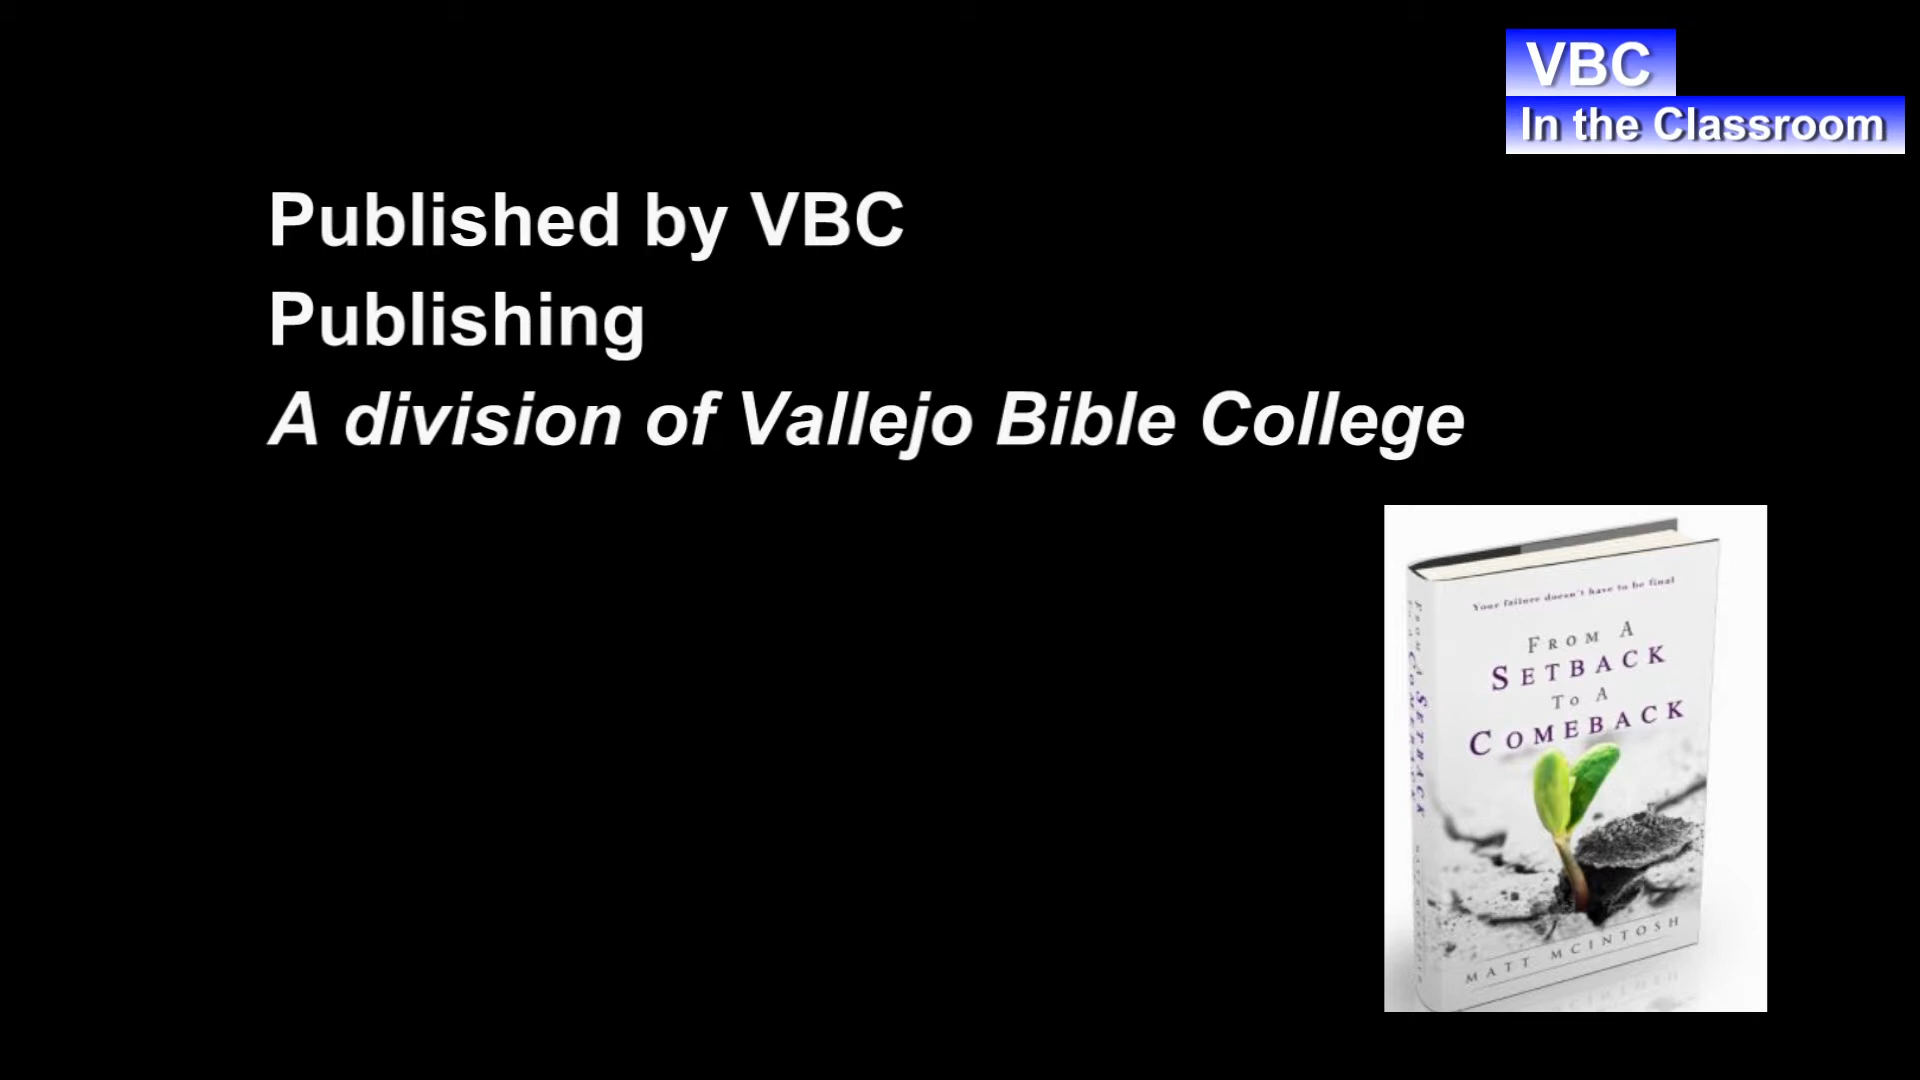 VBC
In the Classroom
Published by VBC
Publishing
A division of Vallejo Bible College
Your failure doesn't have to be final
FROM A
SETBACK
TO A
COMEBACK
MATT MCINTOSH